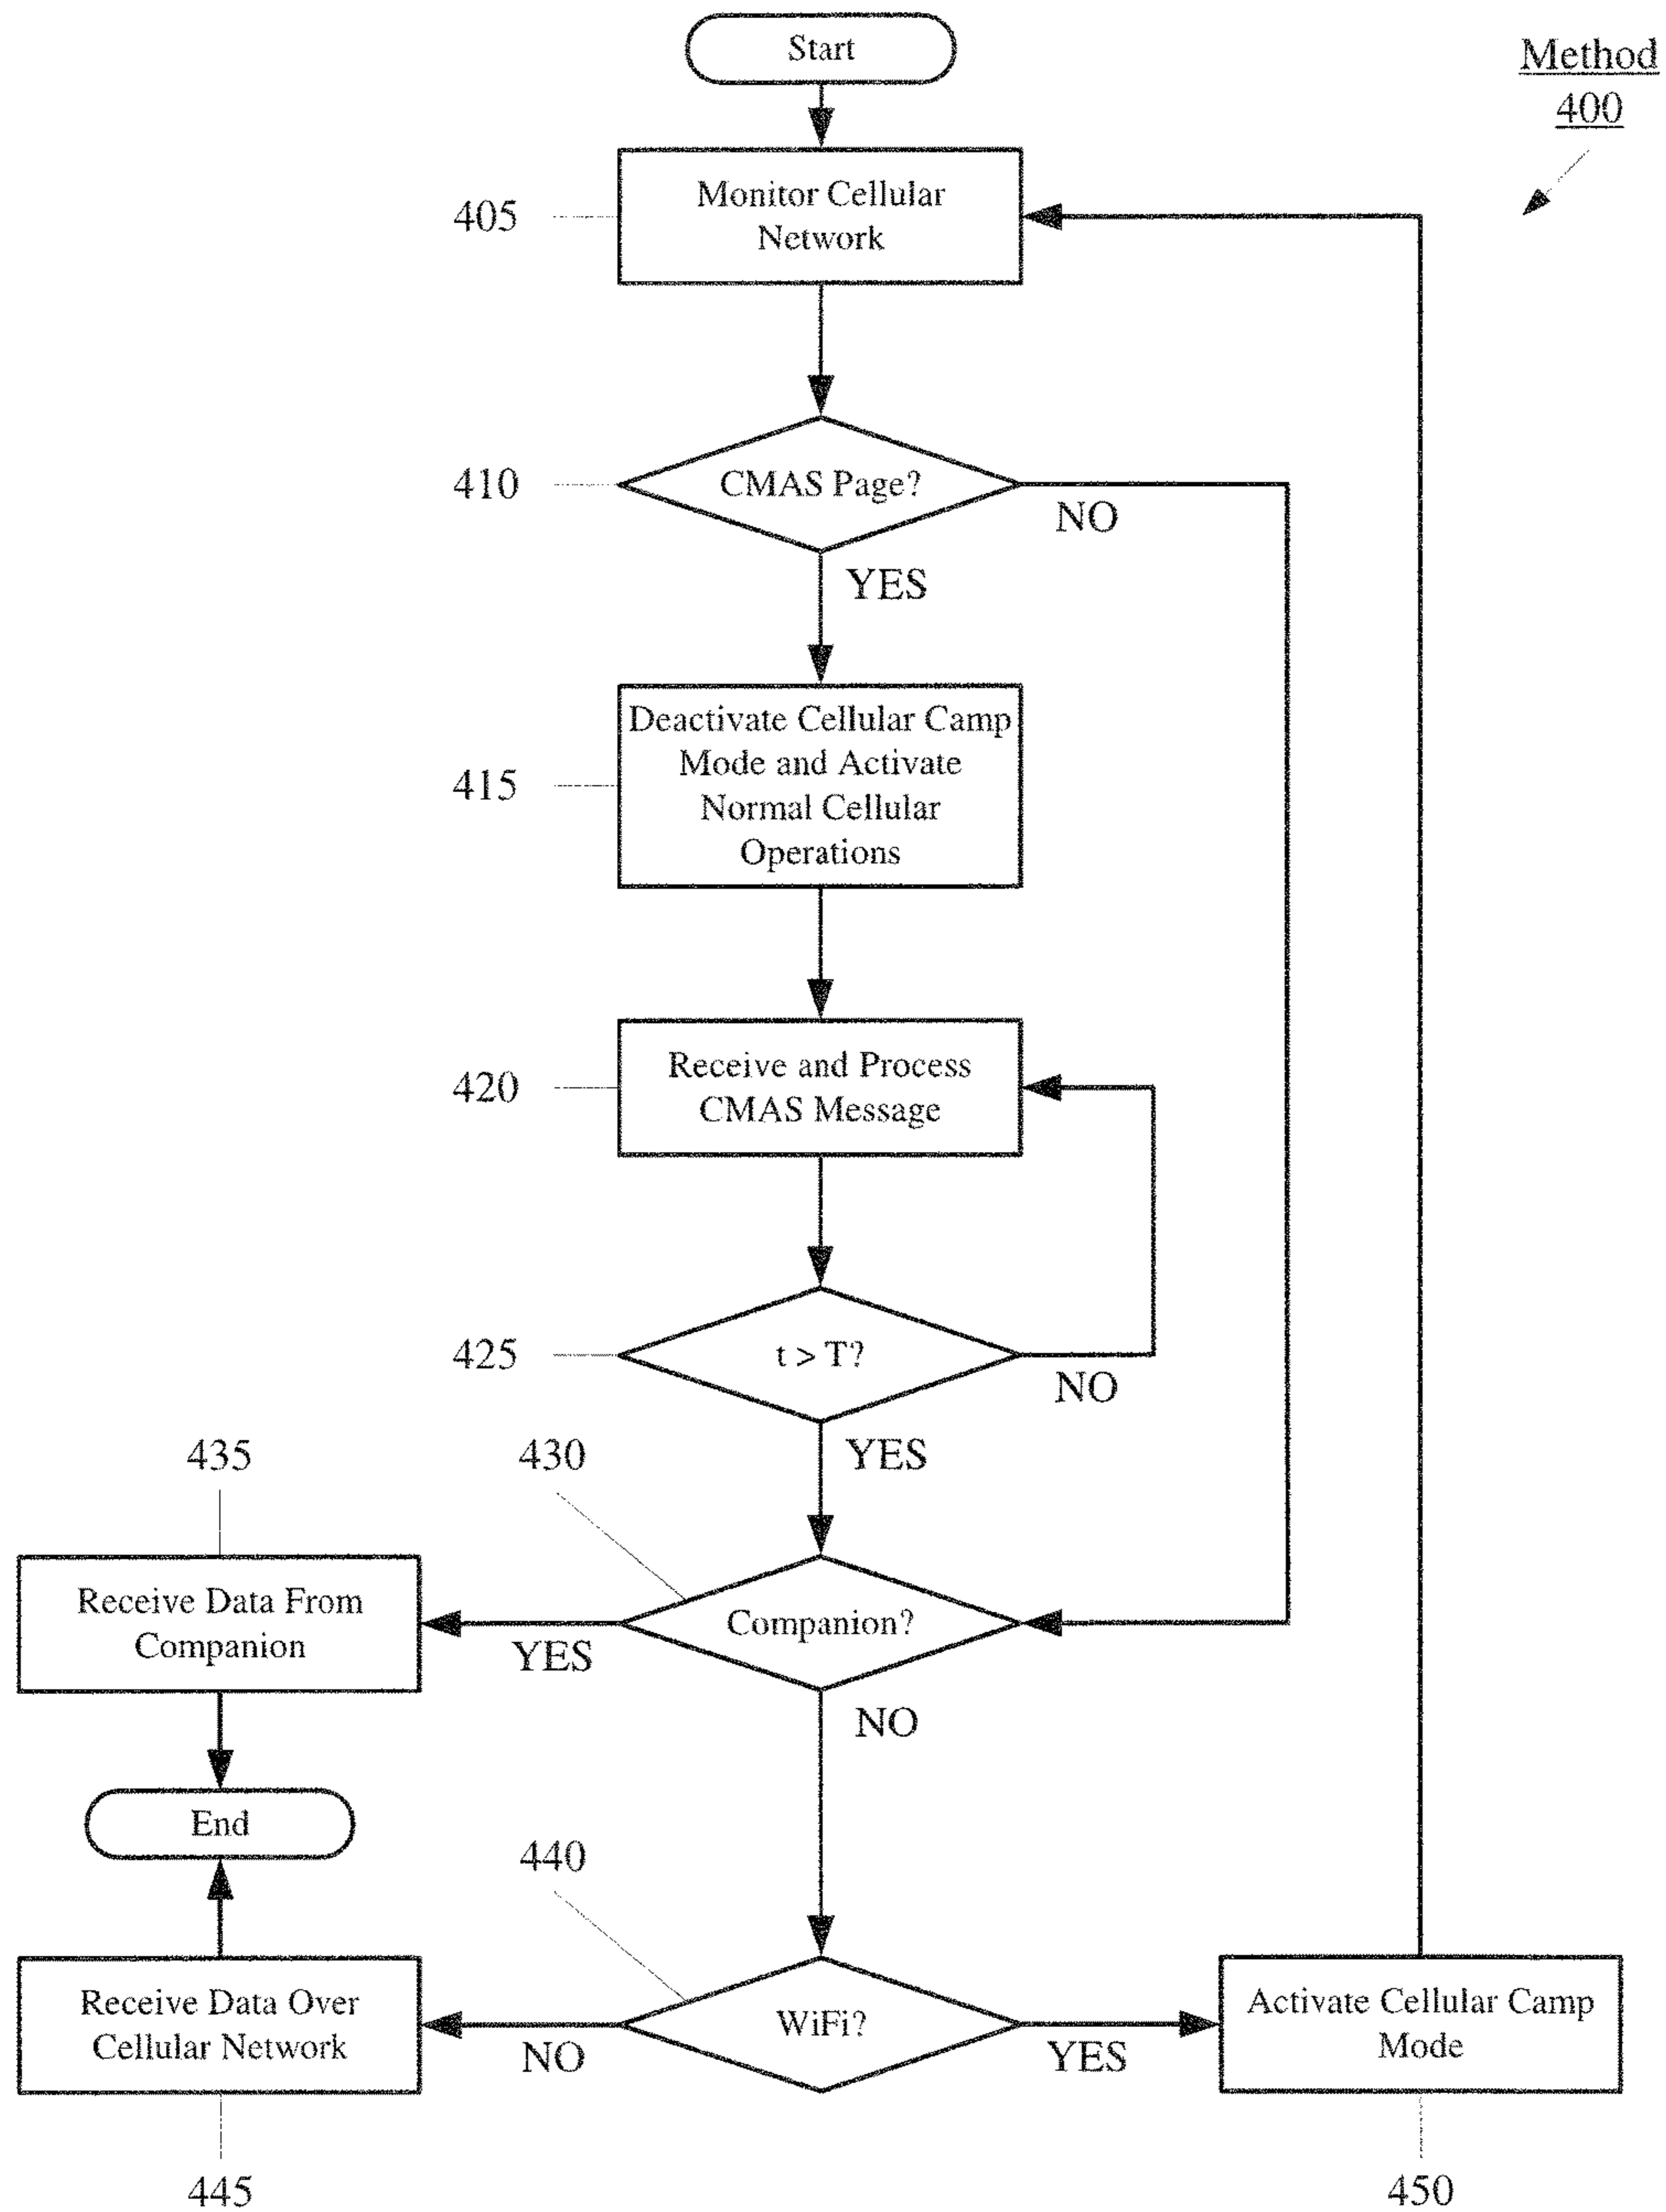 Start
Method
400
Monitor Cellular
Network
405
CMAS Page?
410
NO
YES
Deactivate Cellular Camp
Mode and Activate
Normal Cellular
Operations
415
Receive and Process
CMAS Message
420
t > T?
425
NO
YES
435
430
Receive Data From
Companion
Companion?
YES
NO
End
440
Receive Data Over
Cellular Network
WiFi?
NO
YES
Activate Cellular Camp
Mode
445
450